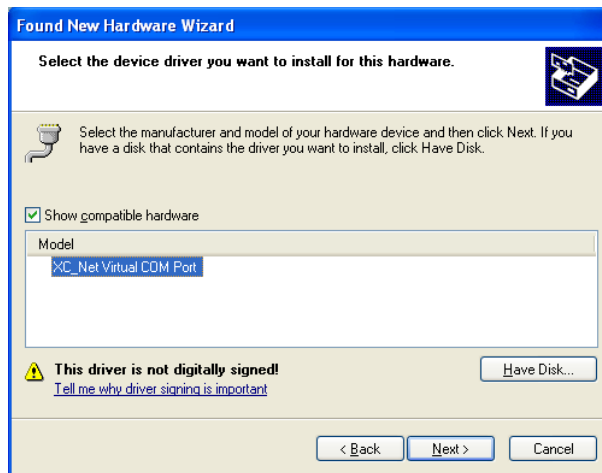 Found New Hardware Wizard
Select the device driver you want to install for this hardware.
Select the manufacturer and model of your hardware device and then click Next. If you
have a disk that contains the driver you want to install, click Have Disk.
Show compatible hardware
Model
XC_Net Virtual COM Port
This driver is not digitally signed!
Tell me why driver signing is important
Have Disk...
< Back
Next >
Cancel